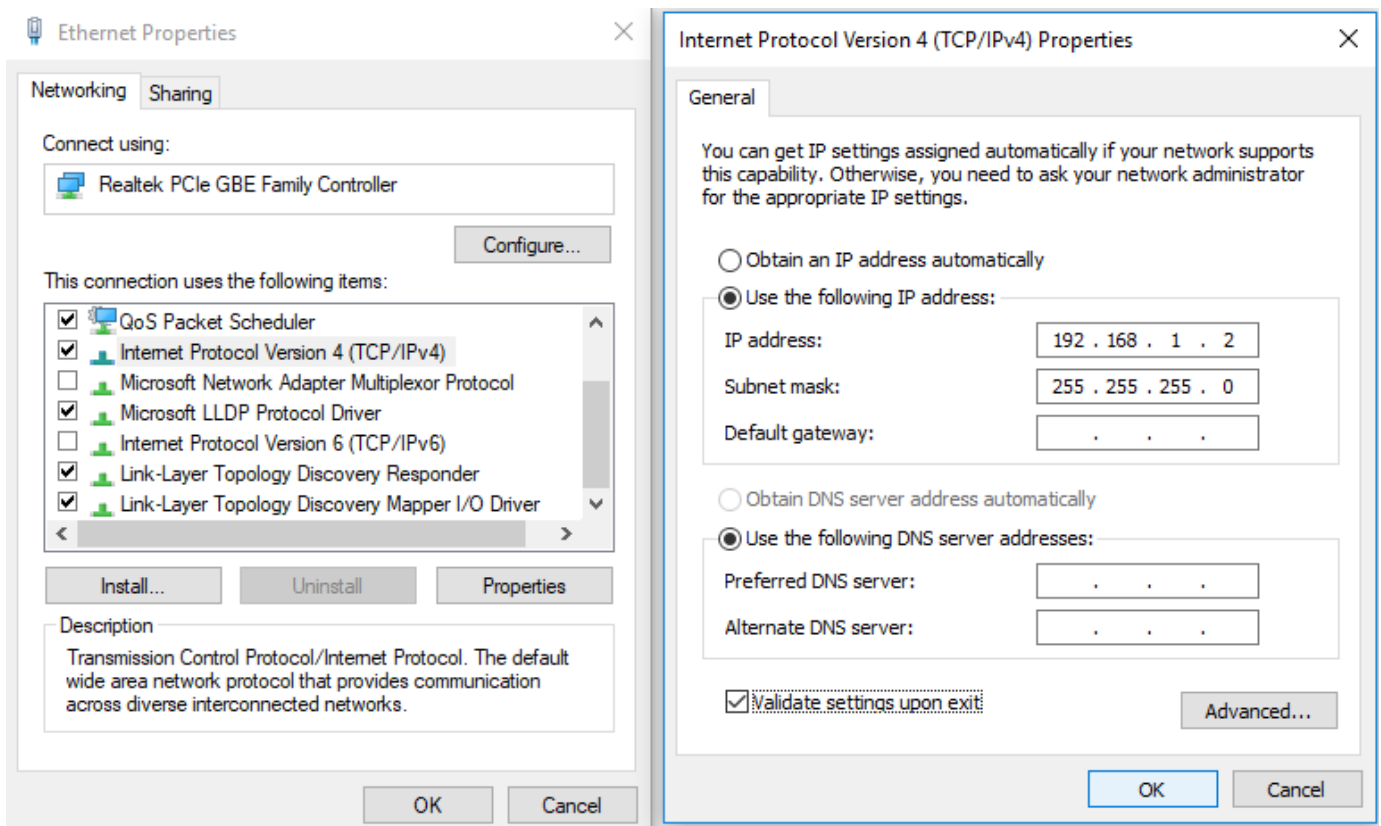 Ethernet Properties
Networking
Sharing
Connect using:
Realtek PCIe GBE Family Controller
Configure...
This connection uses the following items:
QoS Packet Scheduler
Internet Protocol Version 4 (TCP/IPv4)
Microsoft Network Adapter Multiplexor Protocol
Microsoft LLDP Protocol Driver
Internet Protocol Version 6 (TCP/IPv6)
Link-Layer Topology Discovery Responder
Link-Layer Topology Discovery Mapper I/O Driver
Install...
Uninstall
Properties
Description
Transmission Control Protocol/Internet Protocol. The default
wide area network protocol that provides communication
across diverse interconnected networks.
OK
Cancel
Internet Protocol Version 4 (TCP/IPv4) Properties
General
You can get IP settings assigned automatically if your network supports
this capability. Otherwise, you need to ask your network administrator
for the appropriate IP settings.
Obtain an IP address automatically
Use the following IP address:
IP address: 192 . 168 . 1 . 2
Subnet mask: 255 . 255 . 255 . 0
Default gateway: . . .
Obtain DNS server address automatically
Use the following DNS server addresses:
Preferred DNS server: . . .
Alternate DNS server: . . .
Validate settings upon exit
Advanced...
OK
Cancel